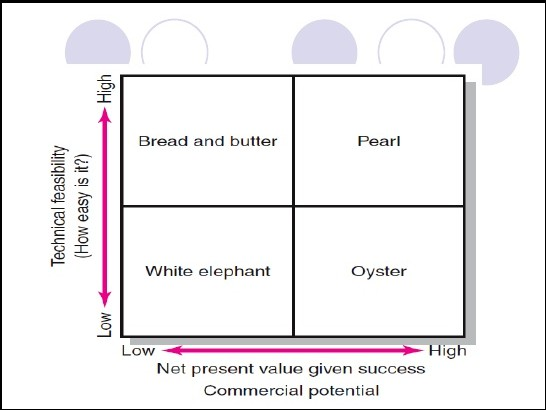 High
Technical feasibility
(How easy is it?)
Low
Bread and butter
Pearl
White elephant
Oyster
Low
High
Net present value given success
Commercial potential